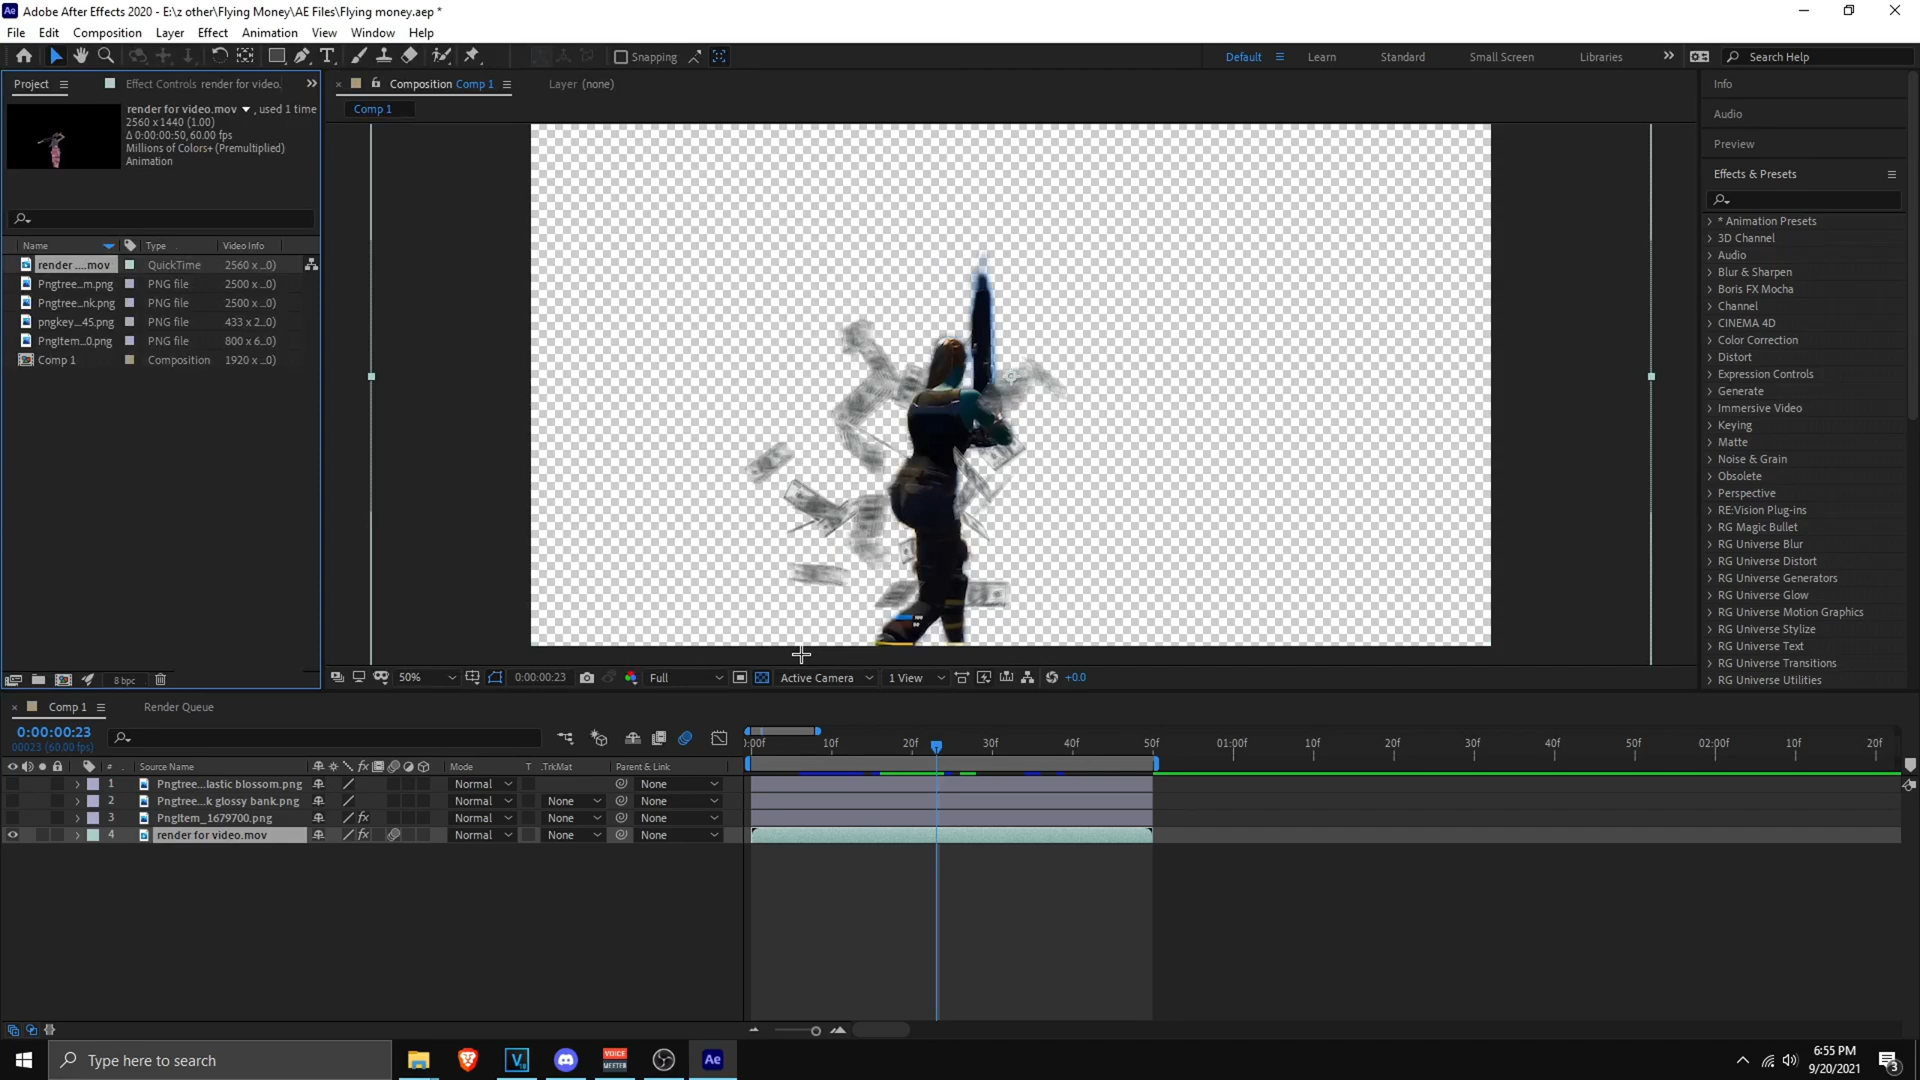 Ae Adobe After Effects 2020 - E:\z other\Flying Money\AE Files\Flying money.aep *
File Edit Composition Layer Effect Animation View Window Help
Snapping Default Learn Standard Small Screen Libraries Search Help
Project Effect Controls render for video.
Composition Comp 1 Layer (none)
Comp 1
render for video.mov , used 1 time
2560 x 1440 (1.00)
Δ 0:00:00:50, 60.00 fps
Millions of Colors+ (Premultiplied)
Animation
Name Type Video Info
render ....mov QuickTime 2560 x ...0)
Pngtree...m.png PNG file 2500 x ...0)
Pngtree...nk.png PNG file 2500 x ...0)
pngkey...45.png PNG file 433 x 2...0)
PngItem...0.png PNG file 800 x 6...0)
Comp 1 Composition 1920 x ...0)
8 bpc
50% 0:00:00:23 Full Active Camera 1 View +0.0
Info
Audio
Preview
Effects & Presets
* Animation Presets
3D Channel
Audio
Blur & Sharpen
Boris FX Mocha
Channel
CINEMA 4D
Color Correction
Distort
Expression Controls
Generate
Immersive Video
Keying
Matte
Noise & Grain
Obsolete
Perspective
RE:Vision Plug-ins
RG Magic Bullet
RG Universe Blur
RG Universe Distort
RG Universe Generators
RG Universe Glow
RG Universe Motion Graphics
RG Universe Stylize
RG Universe Text
RG Universe Transitions
RG Universe Utilities
Comp 1 Render Queue
0:00:00:23
00023 (60.00 fps)
:00f 10f 20f 30f 40f 50f 01:00f 10f 20f 30f 40f 50f 02:00f 10f 20f
# Source Name Mode T .TrkMat Parent & Link
1 Pngtree...lastic blossom.png Normal None
2 Pngtree...k glossy bank.png Normal None None
3 PngItem_1679700.png fx Normal None None
4 render for video.mov fx Normal None None
Type here to search
VOICE MEETER
Ae
6:55 PM
9/20/2021
3